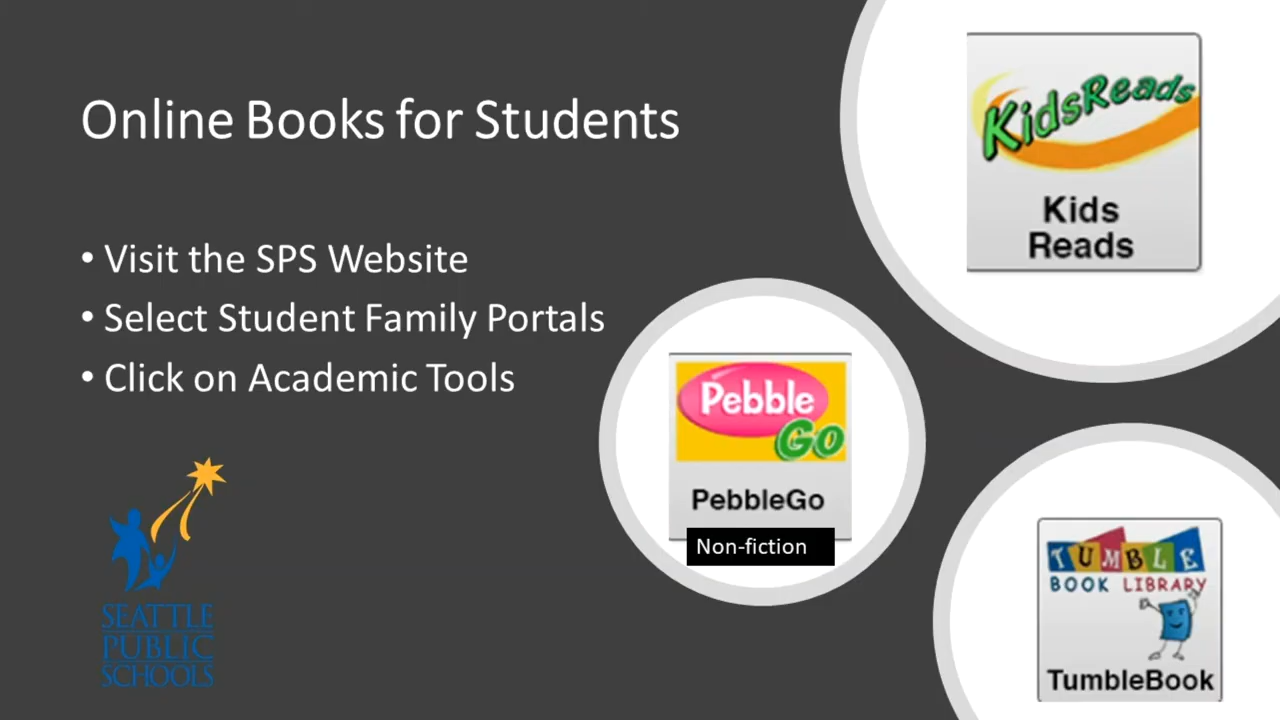 Online Books for Students
• Visit the SPS Website
• Select Student Family Portals
• Click on Academic Tools
SEATTLE
PUBLIC
SCHOOLS
KidsReads
Kids
Reads
Pebble
Go
PebbleGo
Non-fiction
TUMBLE
BOOK LIBRARY
TumbleBook